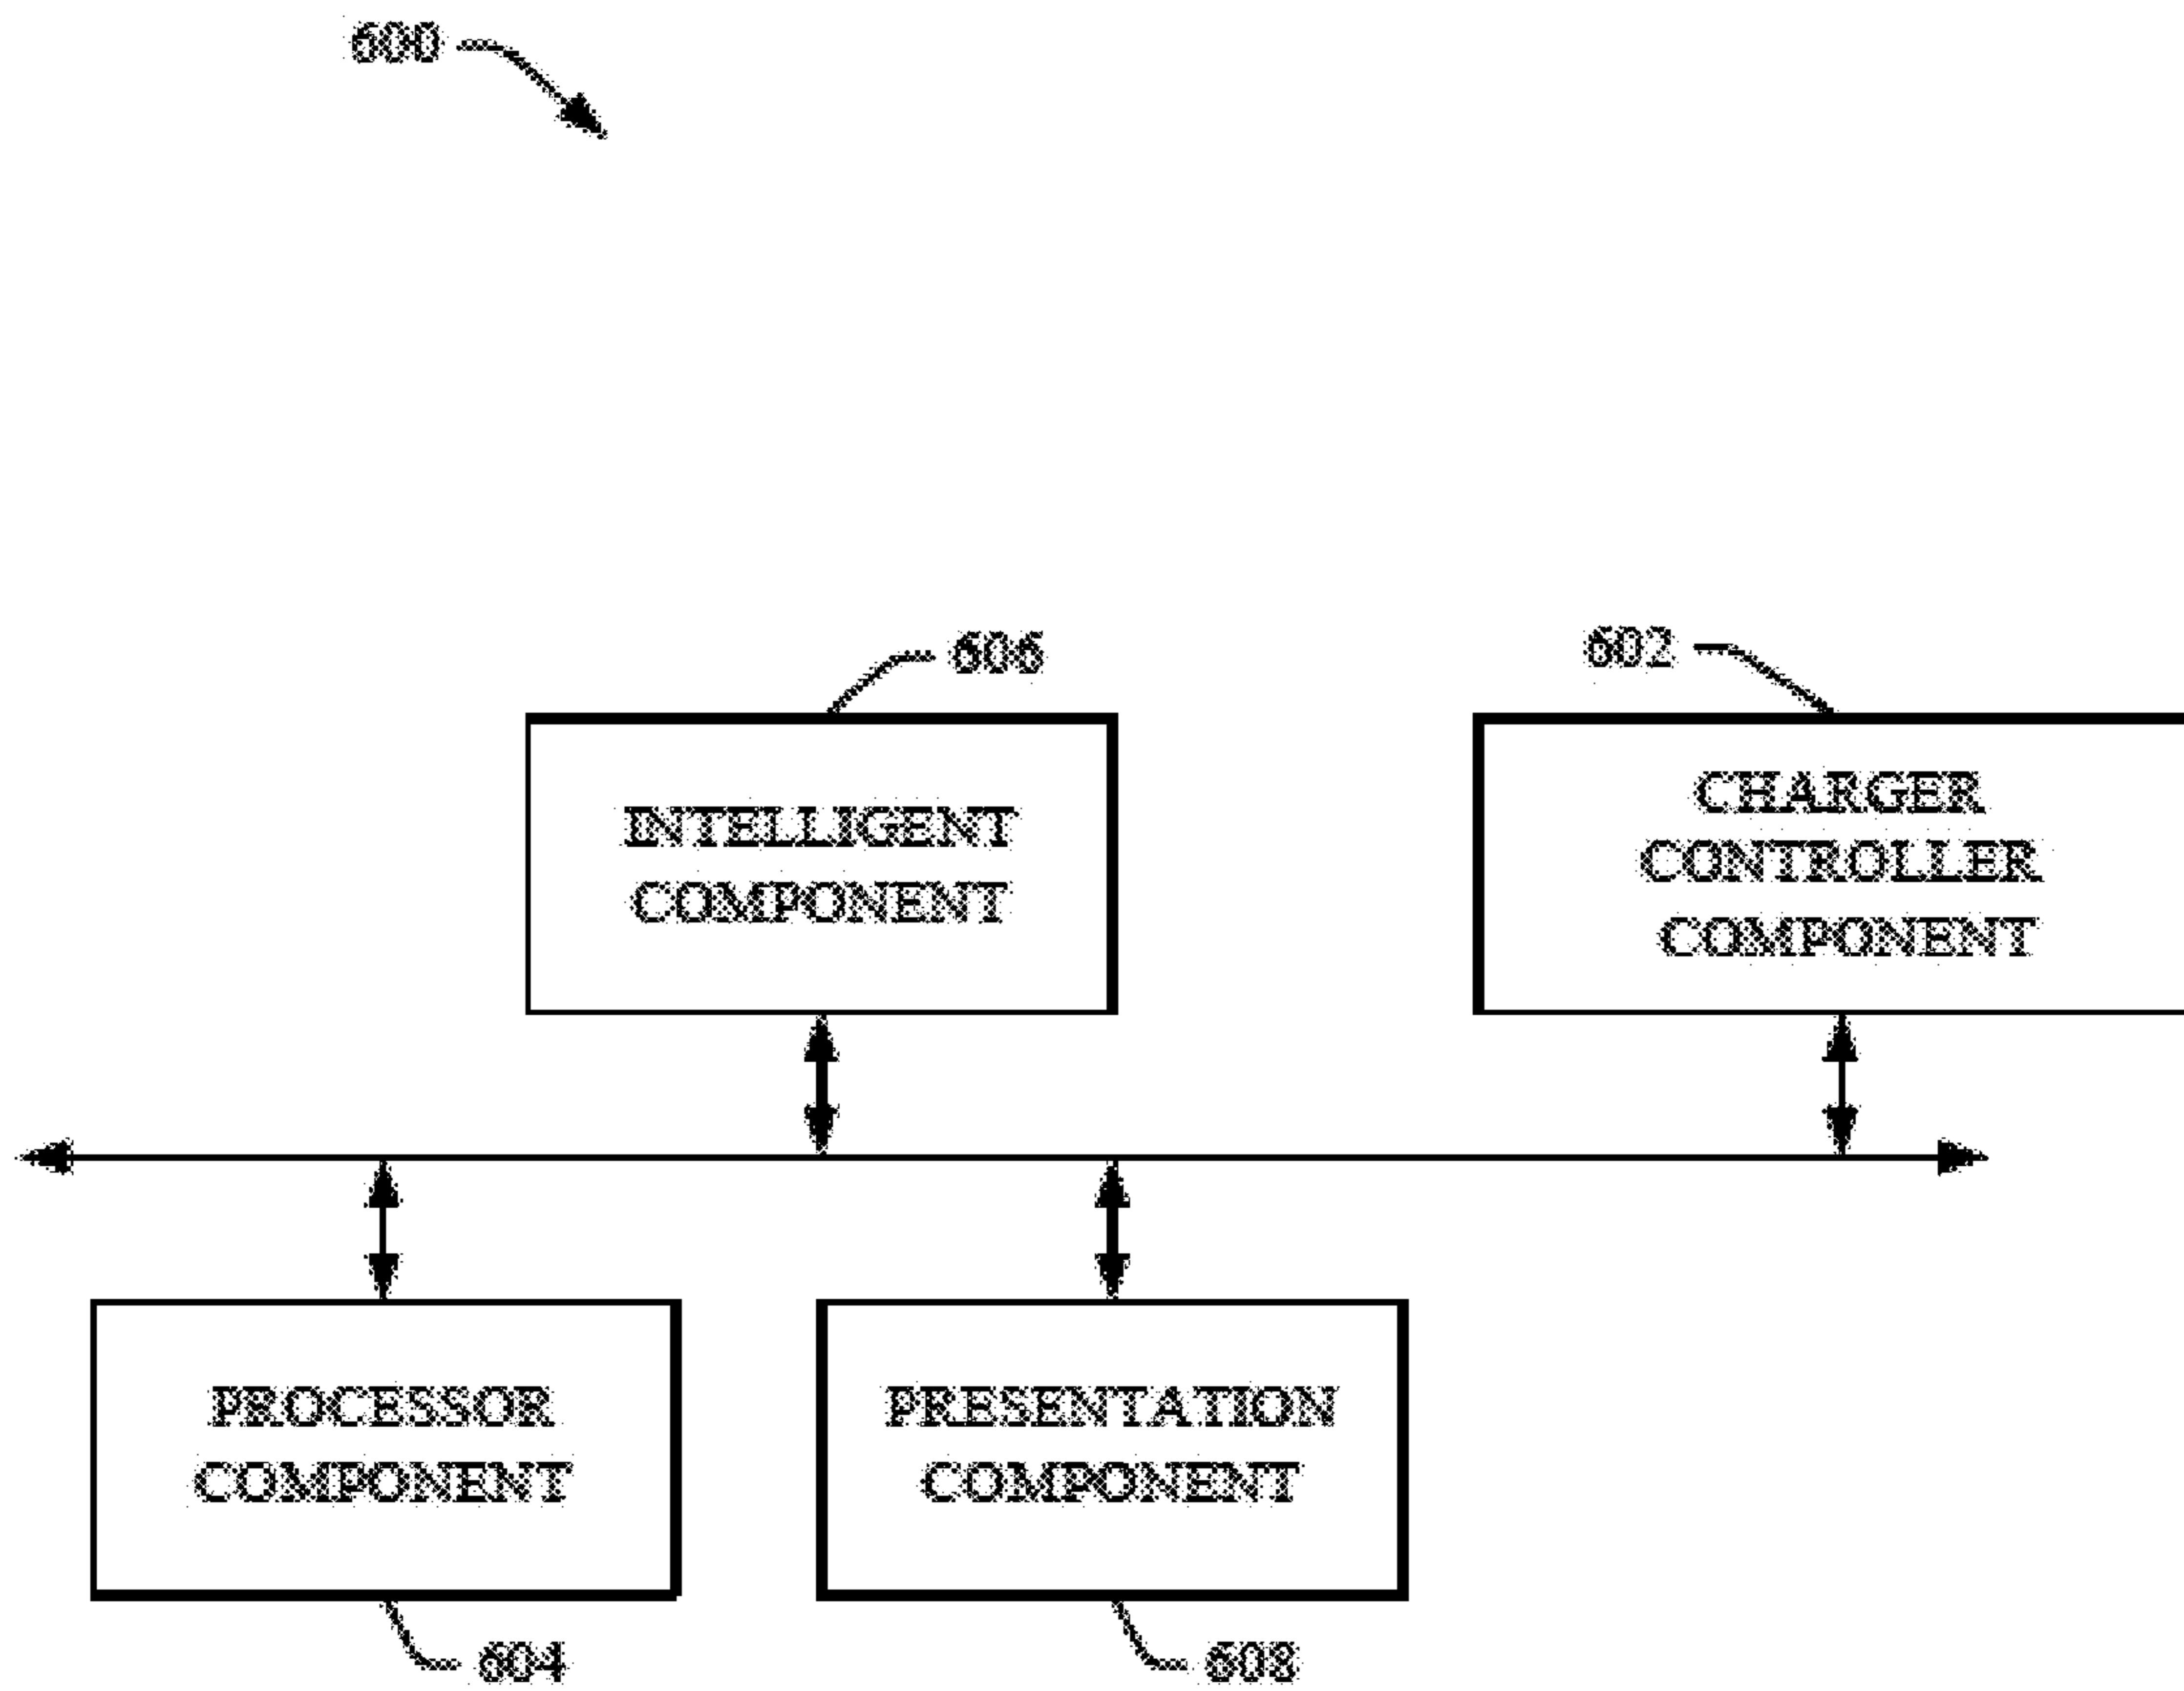 600
606
602
INTELLIGENT
COMPONENT
CHARGER
CONTROLLER
COMPONENT
PROCESSOR
COMPONENT
PRESENTATION
COMPONENT
604
608